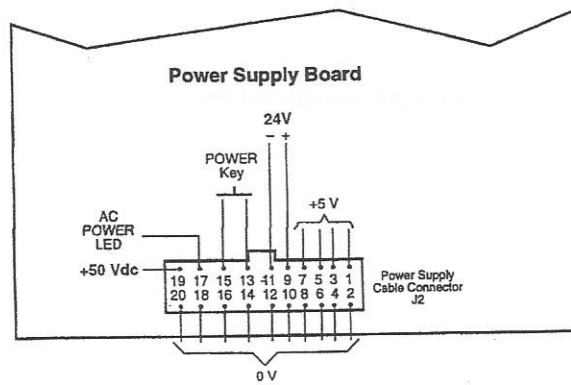 Power Supply Board
24V
− +
POWER
Key
+5 V
AC
POWER
LED
+50 Vdc
19 17 15 13 11 9 7 5 3 1
20 18 16 14 12 10 8 6 4 2
Power Supply
Cable Connector
J2
0 V